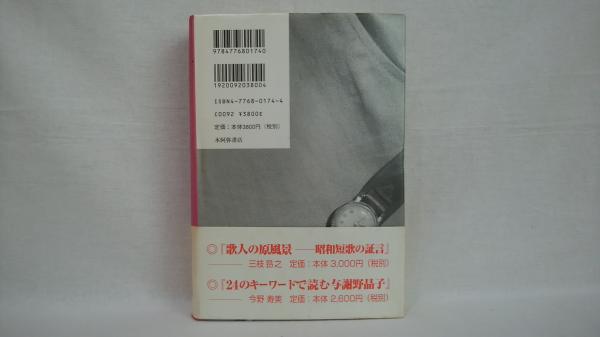 9784776801740
1920092038004
ISBN4-7768-0174-4
C0092 ¥3800E
定価：本体3800円（税別）
本阿弥書店
◎『歌人の原風景──昭和短歌の証言』
三枝昻之 定価：本体3,000円（税別）
◎『24のキーワードで読む与謝野晶子』
今野寿美 定価：本体2,600円（税別）